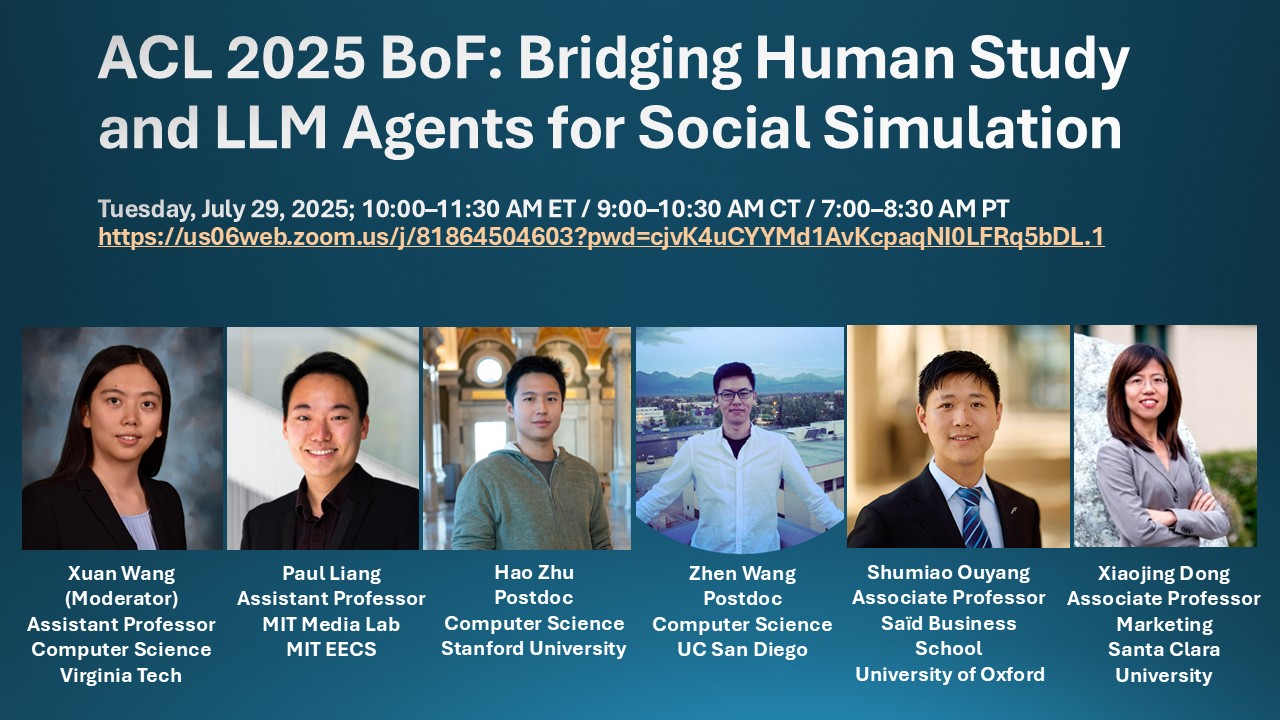 ACL 2025 BoF: Bridging Human Study
and LLM Agents for Social Simulation
Tuesday, July 29, 2025; 10:00–11:30 AM ET / 9:00–10:30 AM CT / 7:00–8:30 AM PT
https://us06web.zoom.us/j/81864504603?pwd=cjvK4uCYYMd1AvKcpaqNI0LFRq5bDL.1
Xuan Wang
(Moderator)
Assistant Professor
Computer Science
Virginia Tech
Paul Liang
Assistant Professor
MIT Media Lab
MIT EECS
Hao Zhu
Postdoc
Computer Science
Stanford University
Zhen Wang
Postdoc
Computer Science
UC San Diego
Shumiao Ouyang
Associate Professor
Saïd Business
School
University of Oxford
Xiaojing Dong
Associate Professor
Marketing
Santa Clara
University